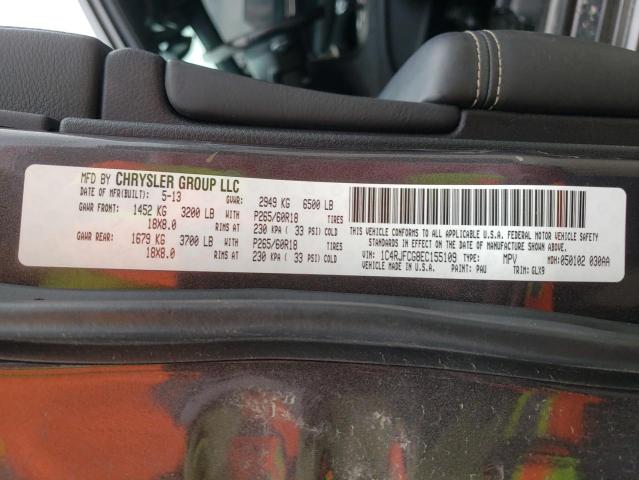 MFD BY CHRYSLER GROUP LLC
DATE OF MFR(BUILT): 5-13 GVWR: 2949 KG 6500 LB
GAWR FRONT: 1452 KG 3200 LB WITH P265/60R18 TIRES
18X8.0 RIMS AT 230 KPA ( 33 PSI) COLD
GAWR REAR: 1679 KG 3700 LB WITH P265/60R18 TIRES
18X8.0 RIMS AT 230 KPA ( 33 PSI) COLD
THIS VEHICLE CONFORMS TO ALL APPLICABLE U.S.A. FEDERAL MOTOR VEHICLE SAFETY
STANDARDS IN EFFECT ON THE DATE OF MANUFACTURE SHOWN ABOVE.
VIN: 1C4RJFCG8EC155109 TYPE: MPV MDH: 050102 030AA
VEHICLE MADE IN U.S.A. PAINT: PAU TRIM: GLX9